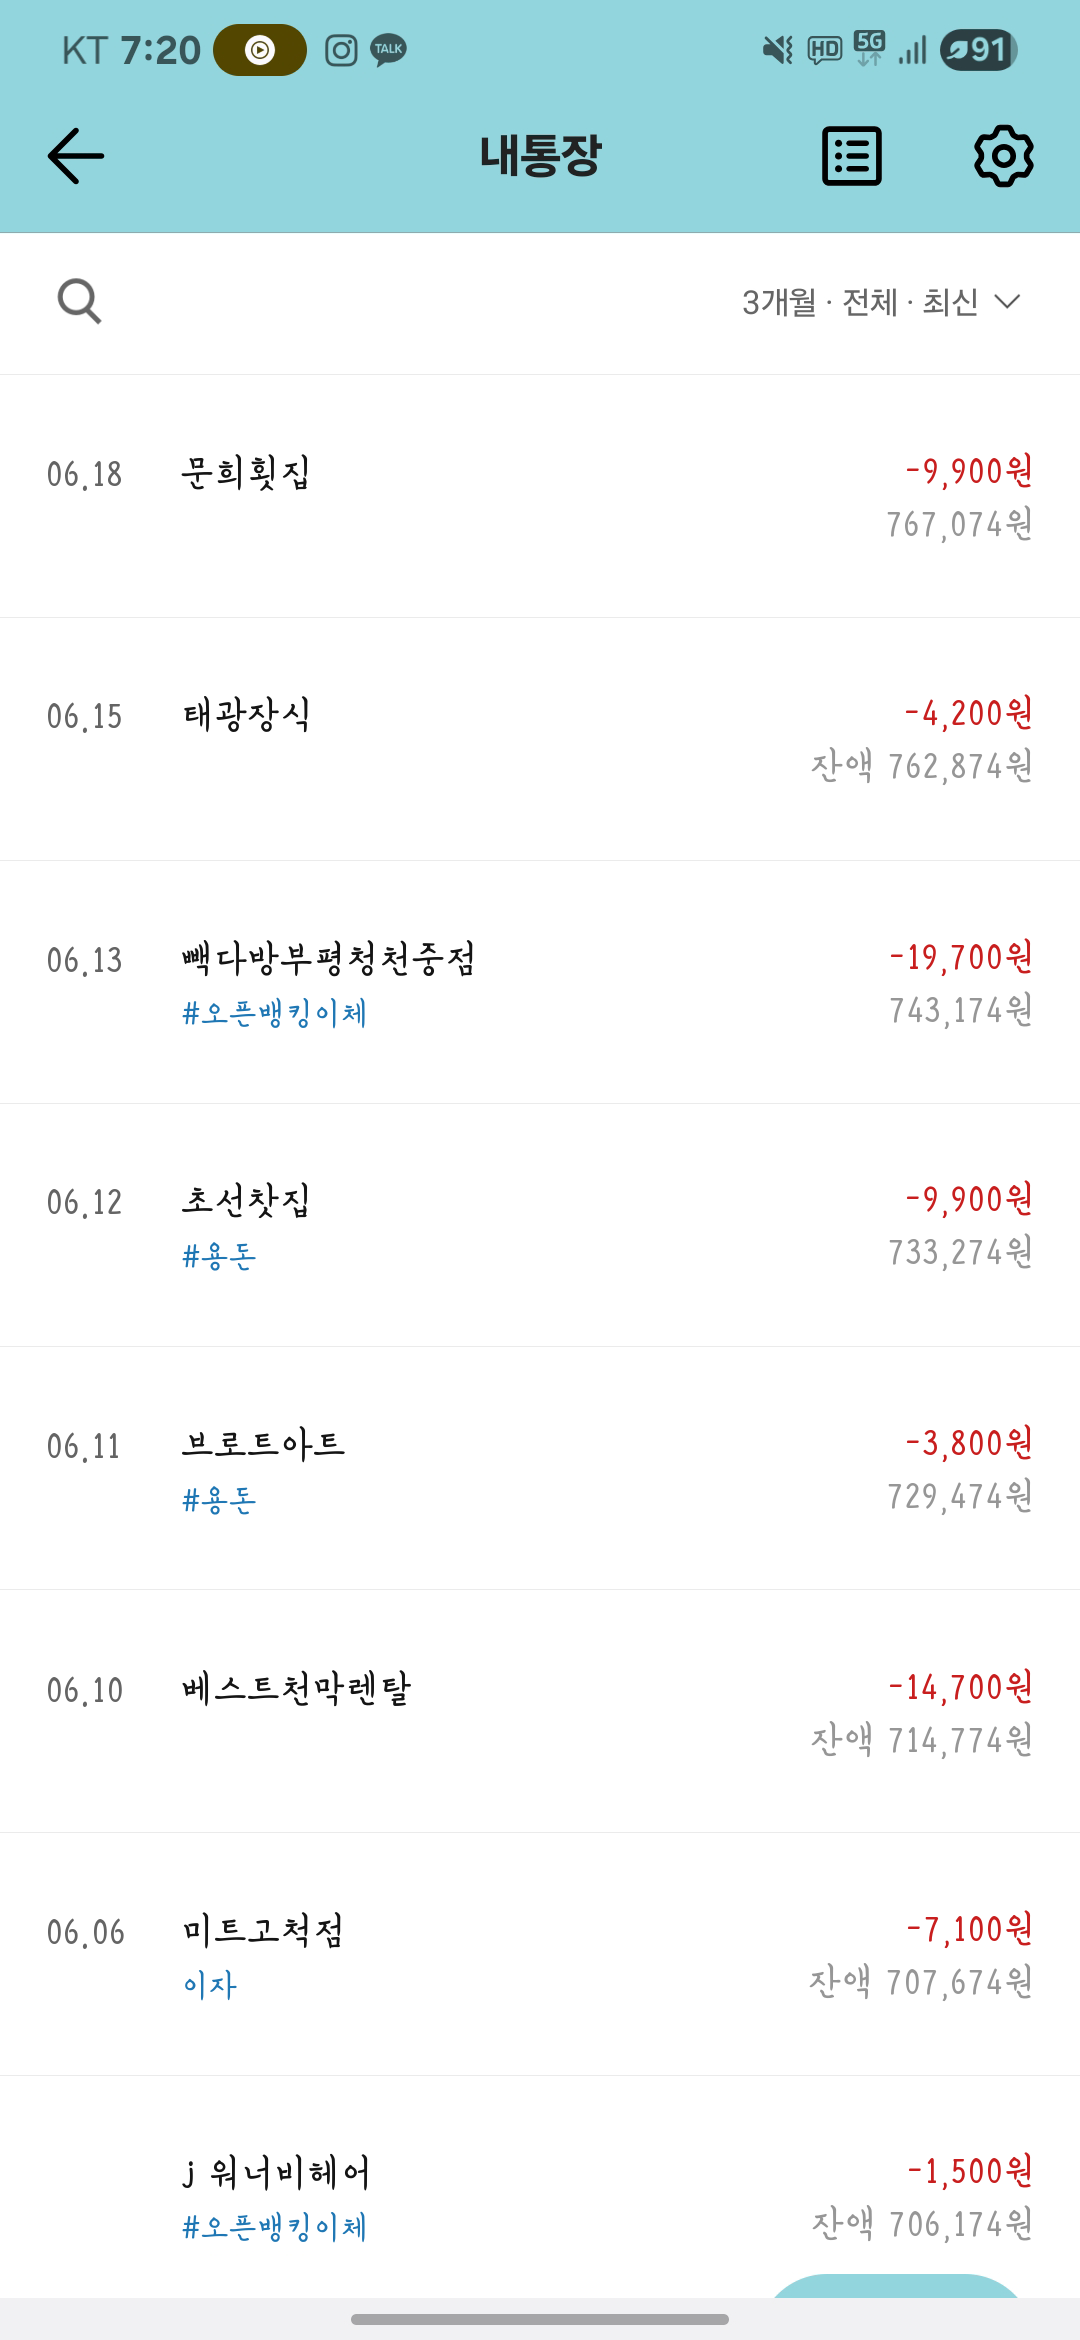 KT 7:20 TALK HD 5G 91
내통장
3개월 · 전체 · 최신
06.18 문희횟집 -9,900원
767,074원
06.15 태광장식 -4,200원
잔액 762,874원
06.13 빽다방부평청천중점 -19,700원
#오픈뱅킹이체 743,174원
06.12 초선찻집 -9,900원
#용돈 733,274원
06.11 브로트아트 -3,800원
#용돈 729,474원
06.10 베스트천막렌탈 -14,700원
잔액 714,774원
06.06 미트고척점 -7,100원
이자 잔액 707,674원
j 워너비헤어 -1,500원
#오픈뱅킹이체 잔액 706,174원